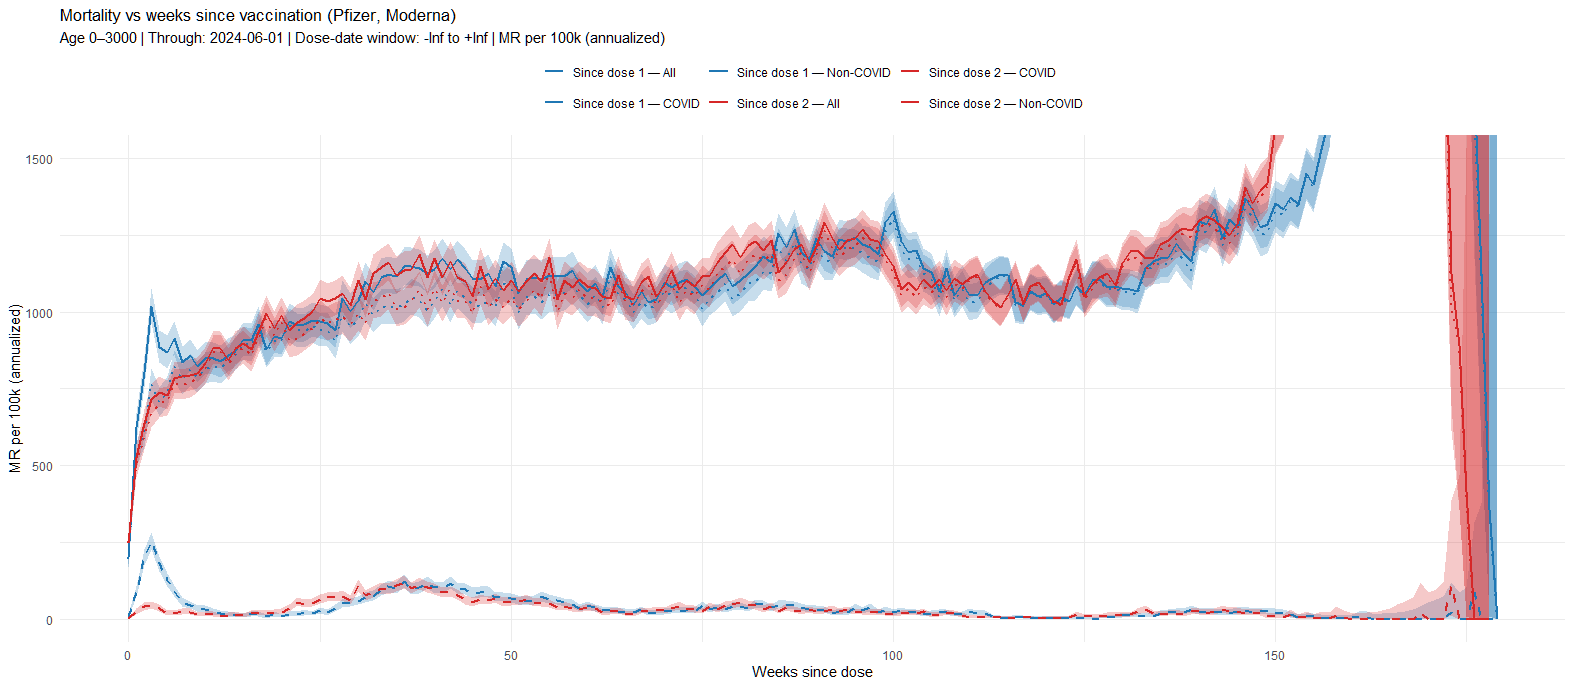 Mortality vs weeks since vaccination (Pfizer, Moderna)
Age 0–3000 | Through: 2024-06-01 | Dose-date window: -Inf to +Inf | MR per 100k (annualized)
Since dose 1 — All
Since dose 1 — Non-COVID
Since dose 2 — COVID
Since dose 1 — COVID
Since dose 2 — All
Since dose 2 — Non-COVID
MR per 100k (annualized)
1500
1000
500
0
0
50
100
150
Weeks since dose